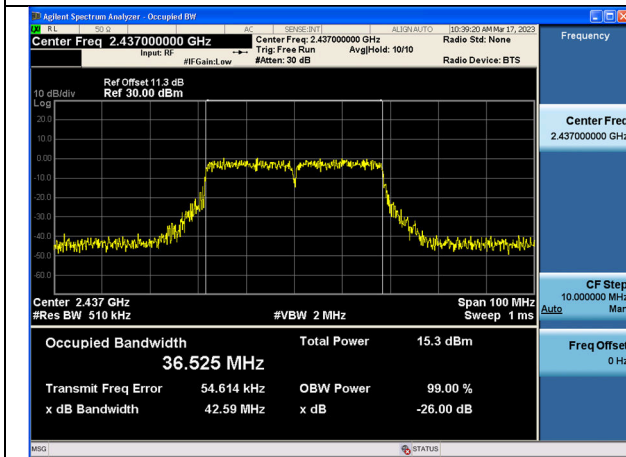 Agilent Spectrum Analyzer - Occupied BW
RL 50 Ω AC SENSE:INT ALIGN AUTO 10:39:20 AM Mar 17, 2023
Center Freq 2.437000000 GHz
Input: RF
#IFGain:Low
Center Freq: 2.437000000 GHz
Trig: Free Run Avg|Hold: 10/10
#Atten: 30 dB
Radio Std: None
Radio Device: BTS
Frequency
Ref Offset 11.3 dB
10 dB/div Ref 30.00 dBm
Log
20.0
10.0
0.00
-10.0
-20.0
-30.0
-40.0
-50.0
-60.0
Center Freq
2.437000000 GHz
Center 2.437 GHz Span 100 MHz
#Res BW 510 kHz #VBW 2 MHz Sweep 1 ms
CF Step
10.000000 MHz
Auto Man
Occupied Bandwidth Total Power 15.3 dBm
36.525 MHz
Transmit Freq Error 54.614 kHz OBW Power 99.00 %
x dB Bandwidth 42.59 MHz x dB -26.00 dB
Freq Offset
0 Hz
MSG STATUS